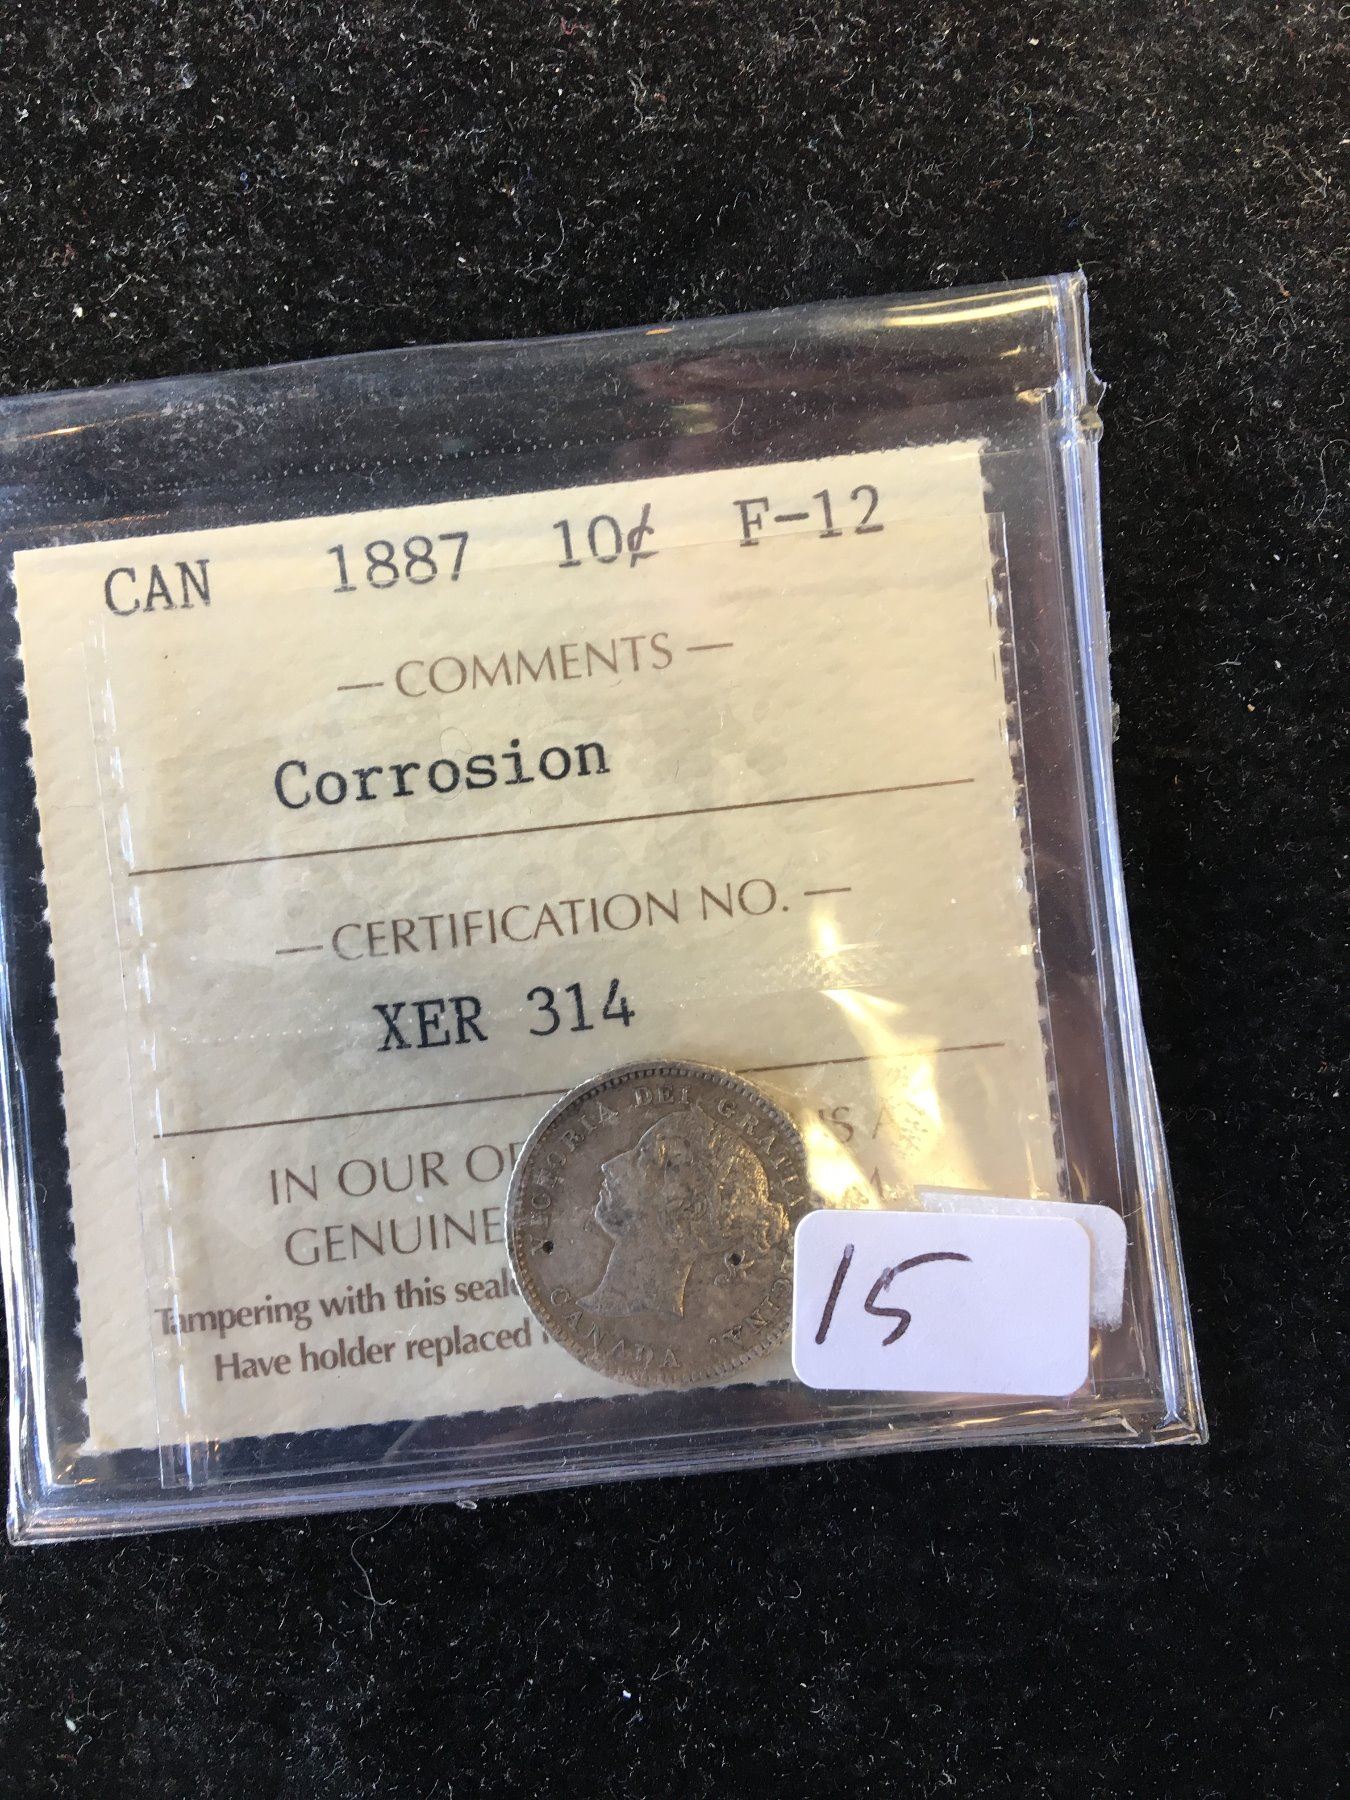 CAN 1887 10¢ F-12
— COMMENTS —
Corrosion
— CERTIFICATION NO. —
XER 314
IN OUR
GENUINE
Tampering with this
Have holder replaced
VICTORIA DEI GRATIA REGINA.
CANADA
15